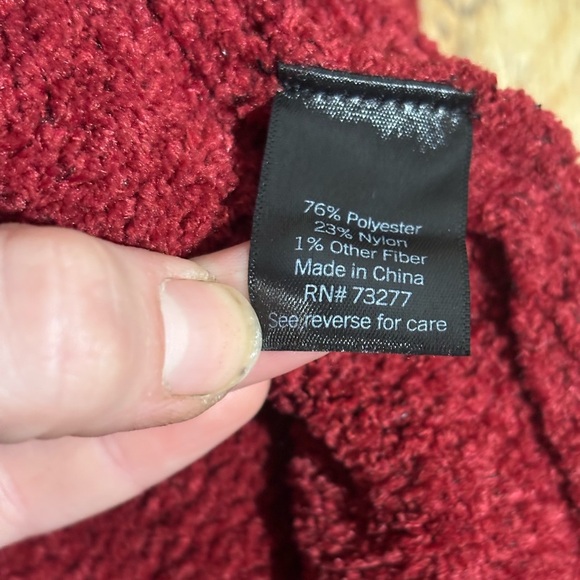 76% Polyester
23% Nylon
1% Other Fiber
Made in China
RN# 73277
See reverse for care